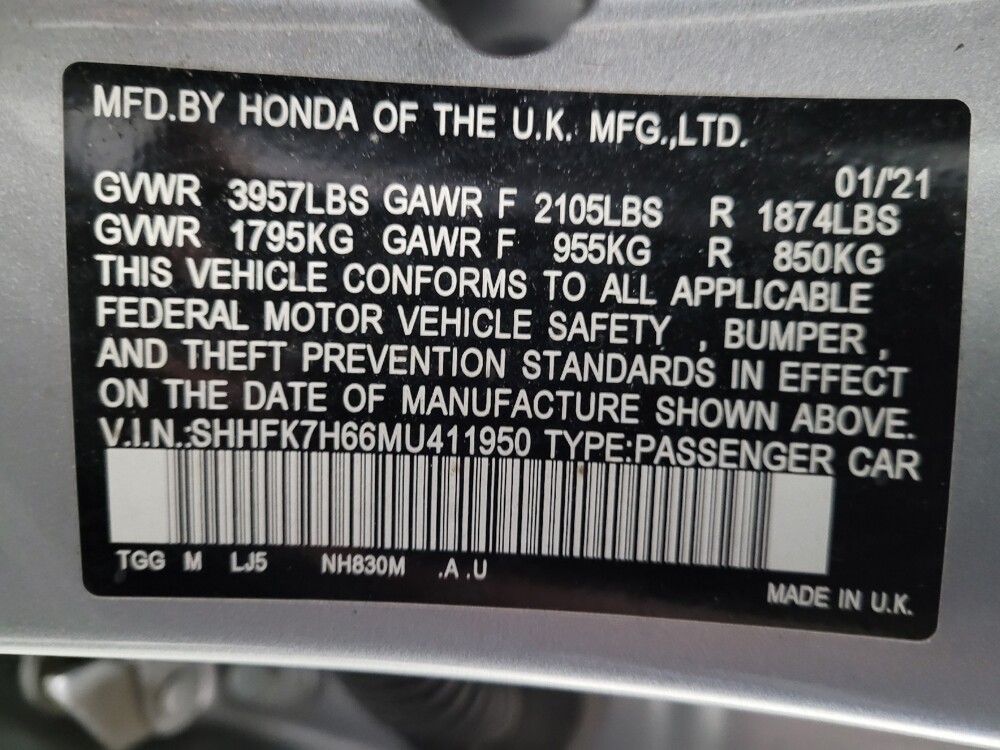 MFD.BY HONDA OF THE U.K. MFG.,LTD.
01/'21
GVWR 3957LBS GAWR F 2105LBS R 1874LBS
GVWR 1795KG GAWR F 955KG R 850KG
THIS VEHICLE CONFORMS TO ALL APPLICABLE
FEDERAL MOTOR VEHICLE SAFETY , BUMPER ,
AND THEFT PREVENTION STANDARDS IN EFFECT
ON THE DATE OF MANUFACTURE SHOWN ABOVE.
V.I.N.:SHHFK7H66MU411950 TYPE:PASSENGER CAR
TGG M LJ5 NH830M .A .U
MADE IN U.K.